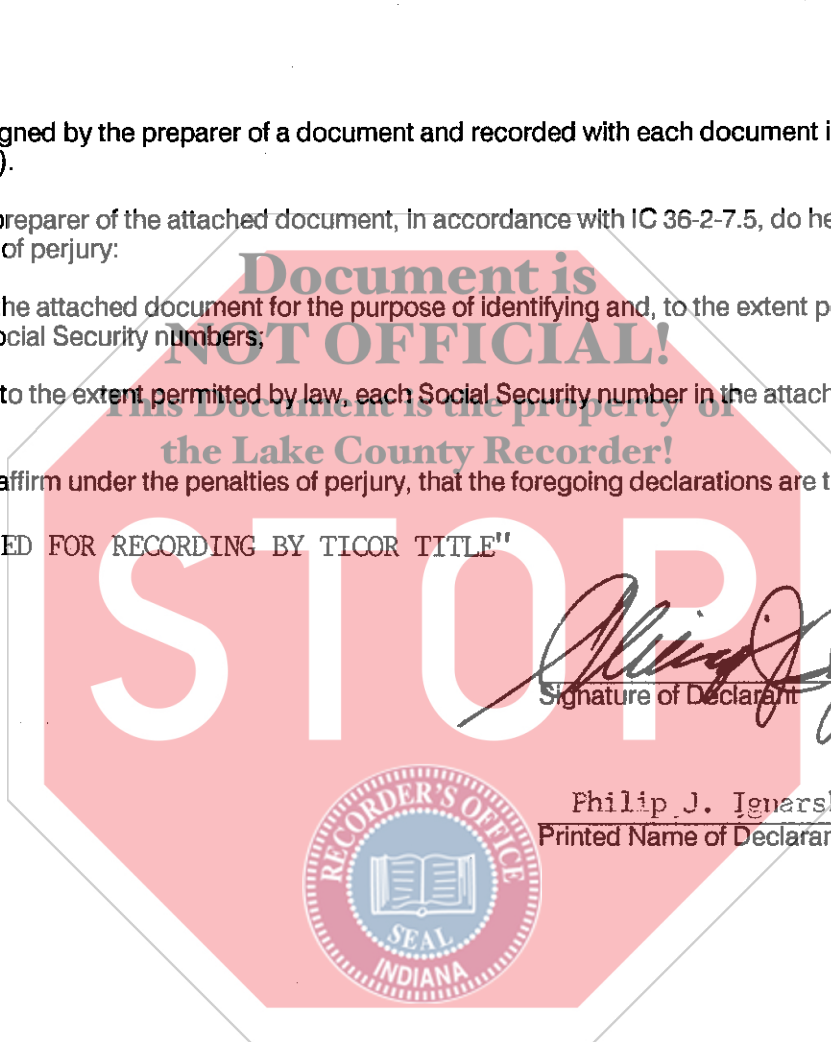 gned by the preparer of a document and recorded with each document i
).
preparer of the attached document, in accordance with IC 36-2-7.5, do he
of perjury:
Document is
he attached document for the purpose of identifying and, to the extent p
ocial Security numbers;
NOT OFFICIAL!
to the extent permitted by law, each Social Security number in the attach
This Document is the property of
the Lake County Recorder!
affirm under the penalties of perjury, that the foregoing declarations are t
ED FOR RECORDING BY TICOR TITLE"
STOP
Signature of Declarant
Philip J. Ignarsk
Printed Name of Declaran
RECORDER'S OFFICE
SEAL
INDIANA